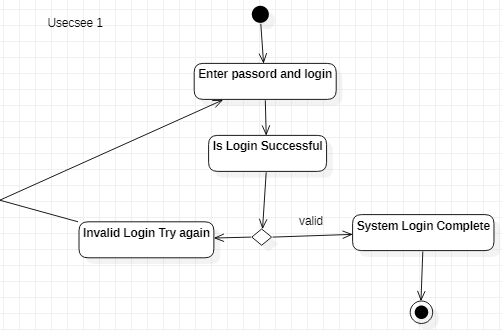 Usecsee 1
Enter passord and login
Is Login Successful
valid
Invalid Login Try again
System Login Complete